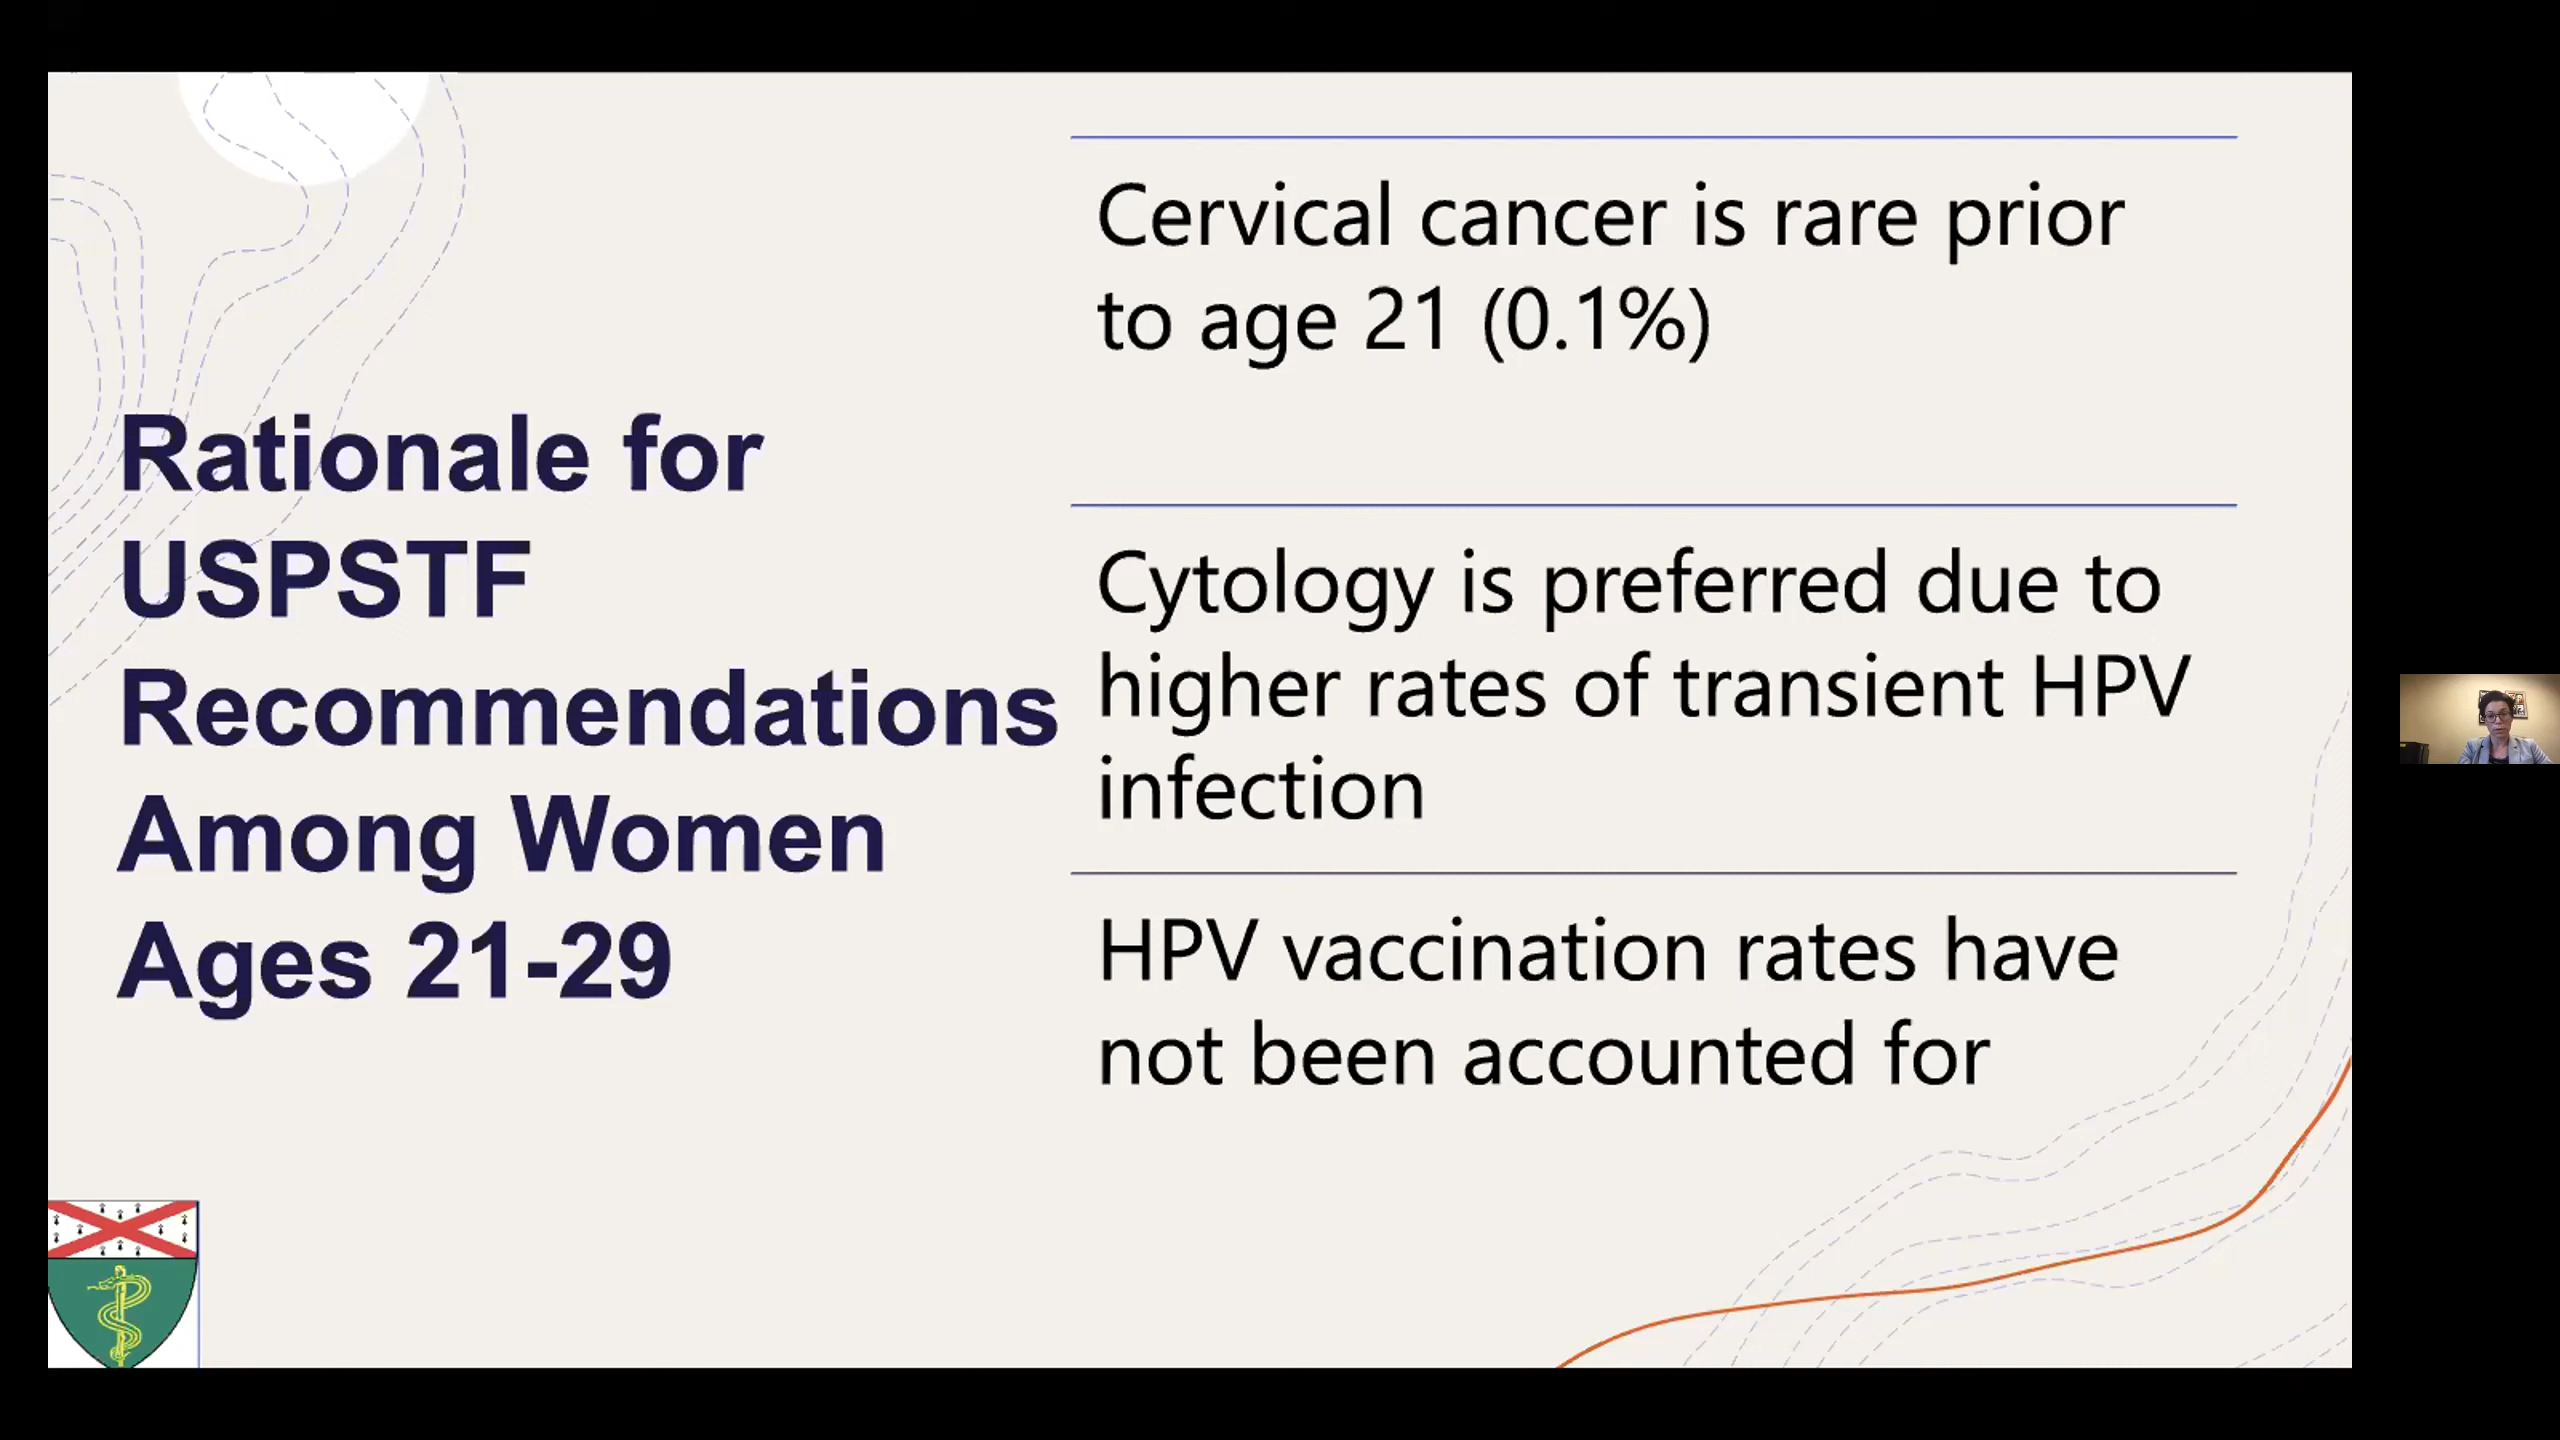 Rationale for
USPSTF
Recommendations
Among Women
Ages 21-29
Cervical cancer is rare prior
to age 21 (0.1%)
Cytology is preferred due to
higher rates of transient HPV
infection
HPV vaccination rates have
not been accounted for